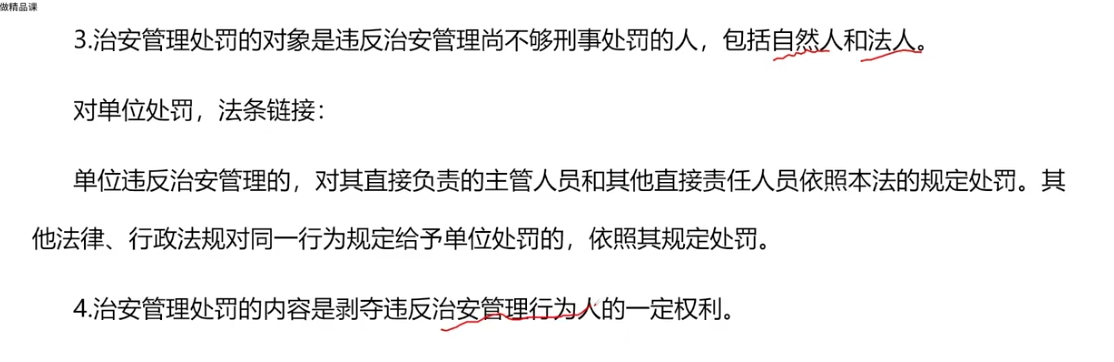 做精品课
3.治安管理处罚的对象是违反治安管理尚不够刑事处罚的人，包括自然人和法人。
对单位处罚，法条链接：
单位违反治安管理的，对其直接负责的主管人员和其他直接责任人员依照本法的规定处罚。其
他法律、行政法规对同一行为规定给予单位处罚的，依照其规定处罚。
4.治安管理处罚的内容是剥夺违反治安管理行为人的一定权利。